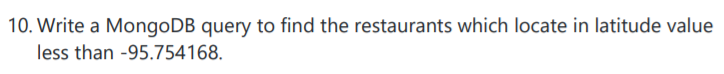 10. Write a MongoDB query to find the restaurants which locate in latitude value
less than -95.754168.